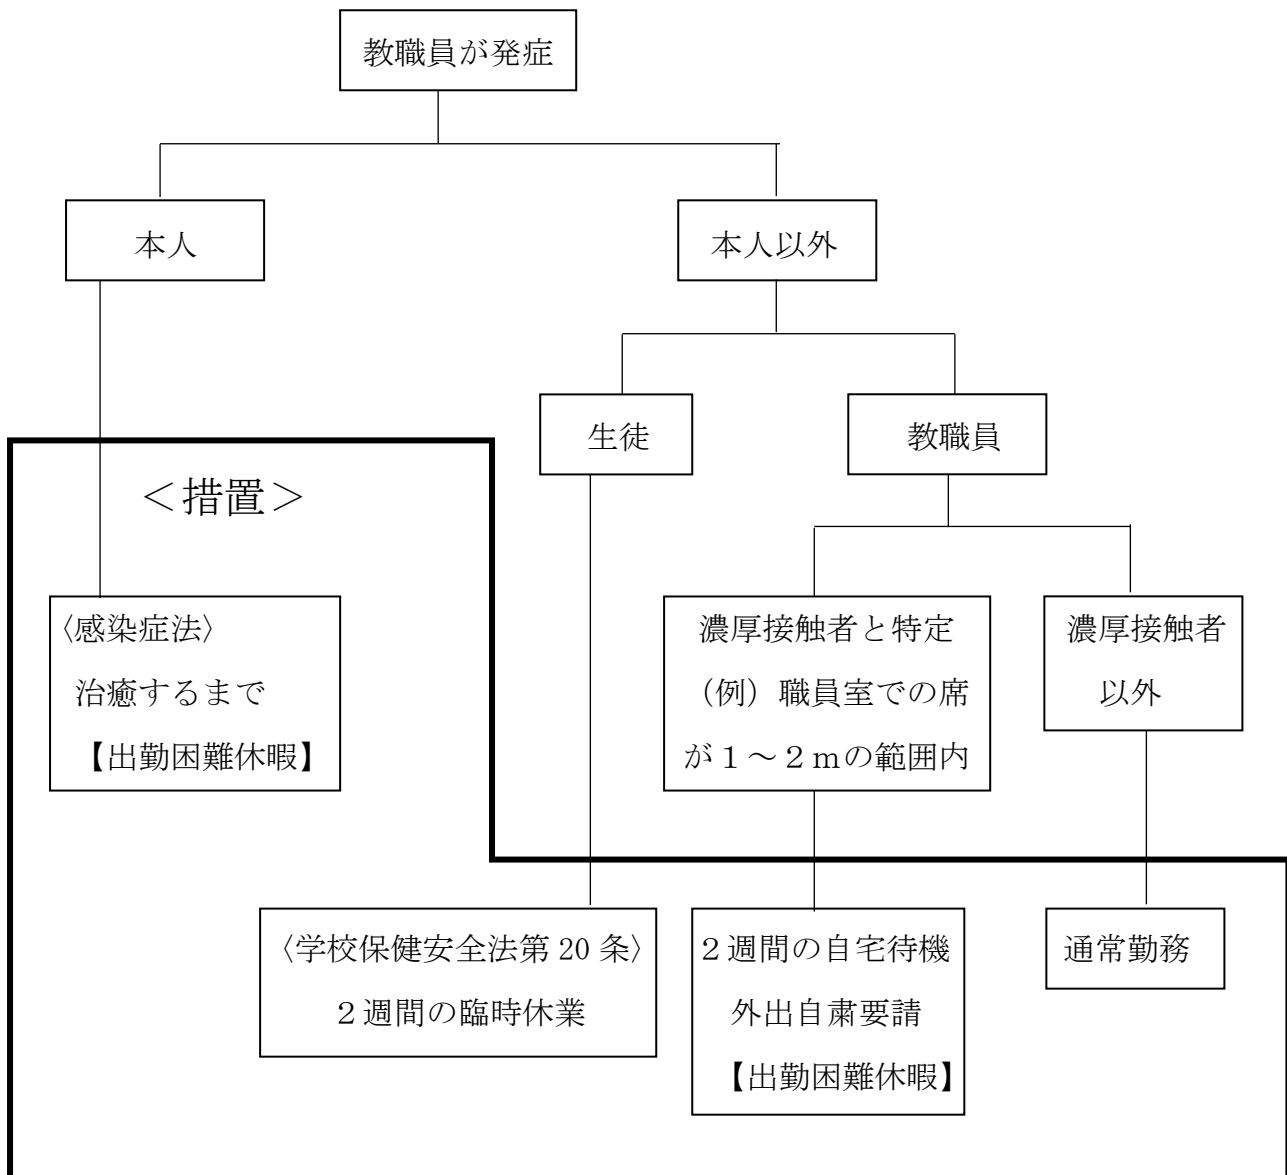 教職員が発症
本人
本人以外
生徒
教職員
＜措置＞
〈感染症法〉
治癒するまで
【出勤困難休暇】
濃厚接触者と特定
（例）職員室での席
が１～２ｍの範囲内
濃厚接触者
以外
〈学校保健安全法第 20 条〉
２週間の臨時休業
２週間の自宅待機
外出自粛要請
【出勤困難休暇】
通常勤務